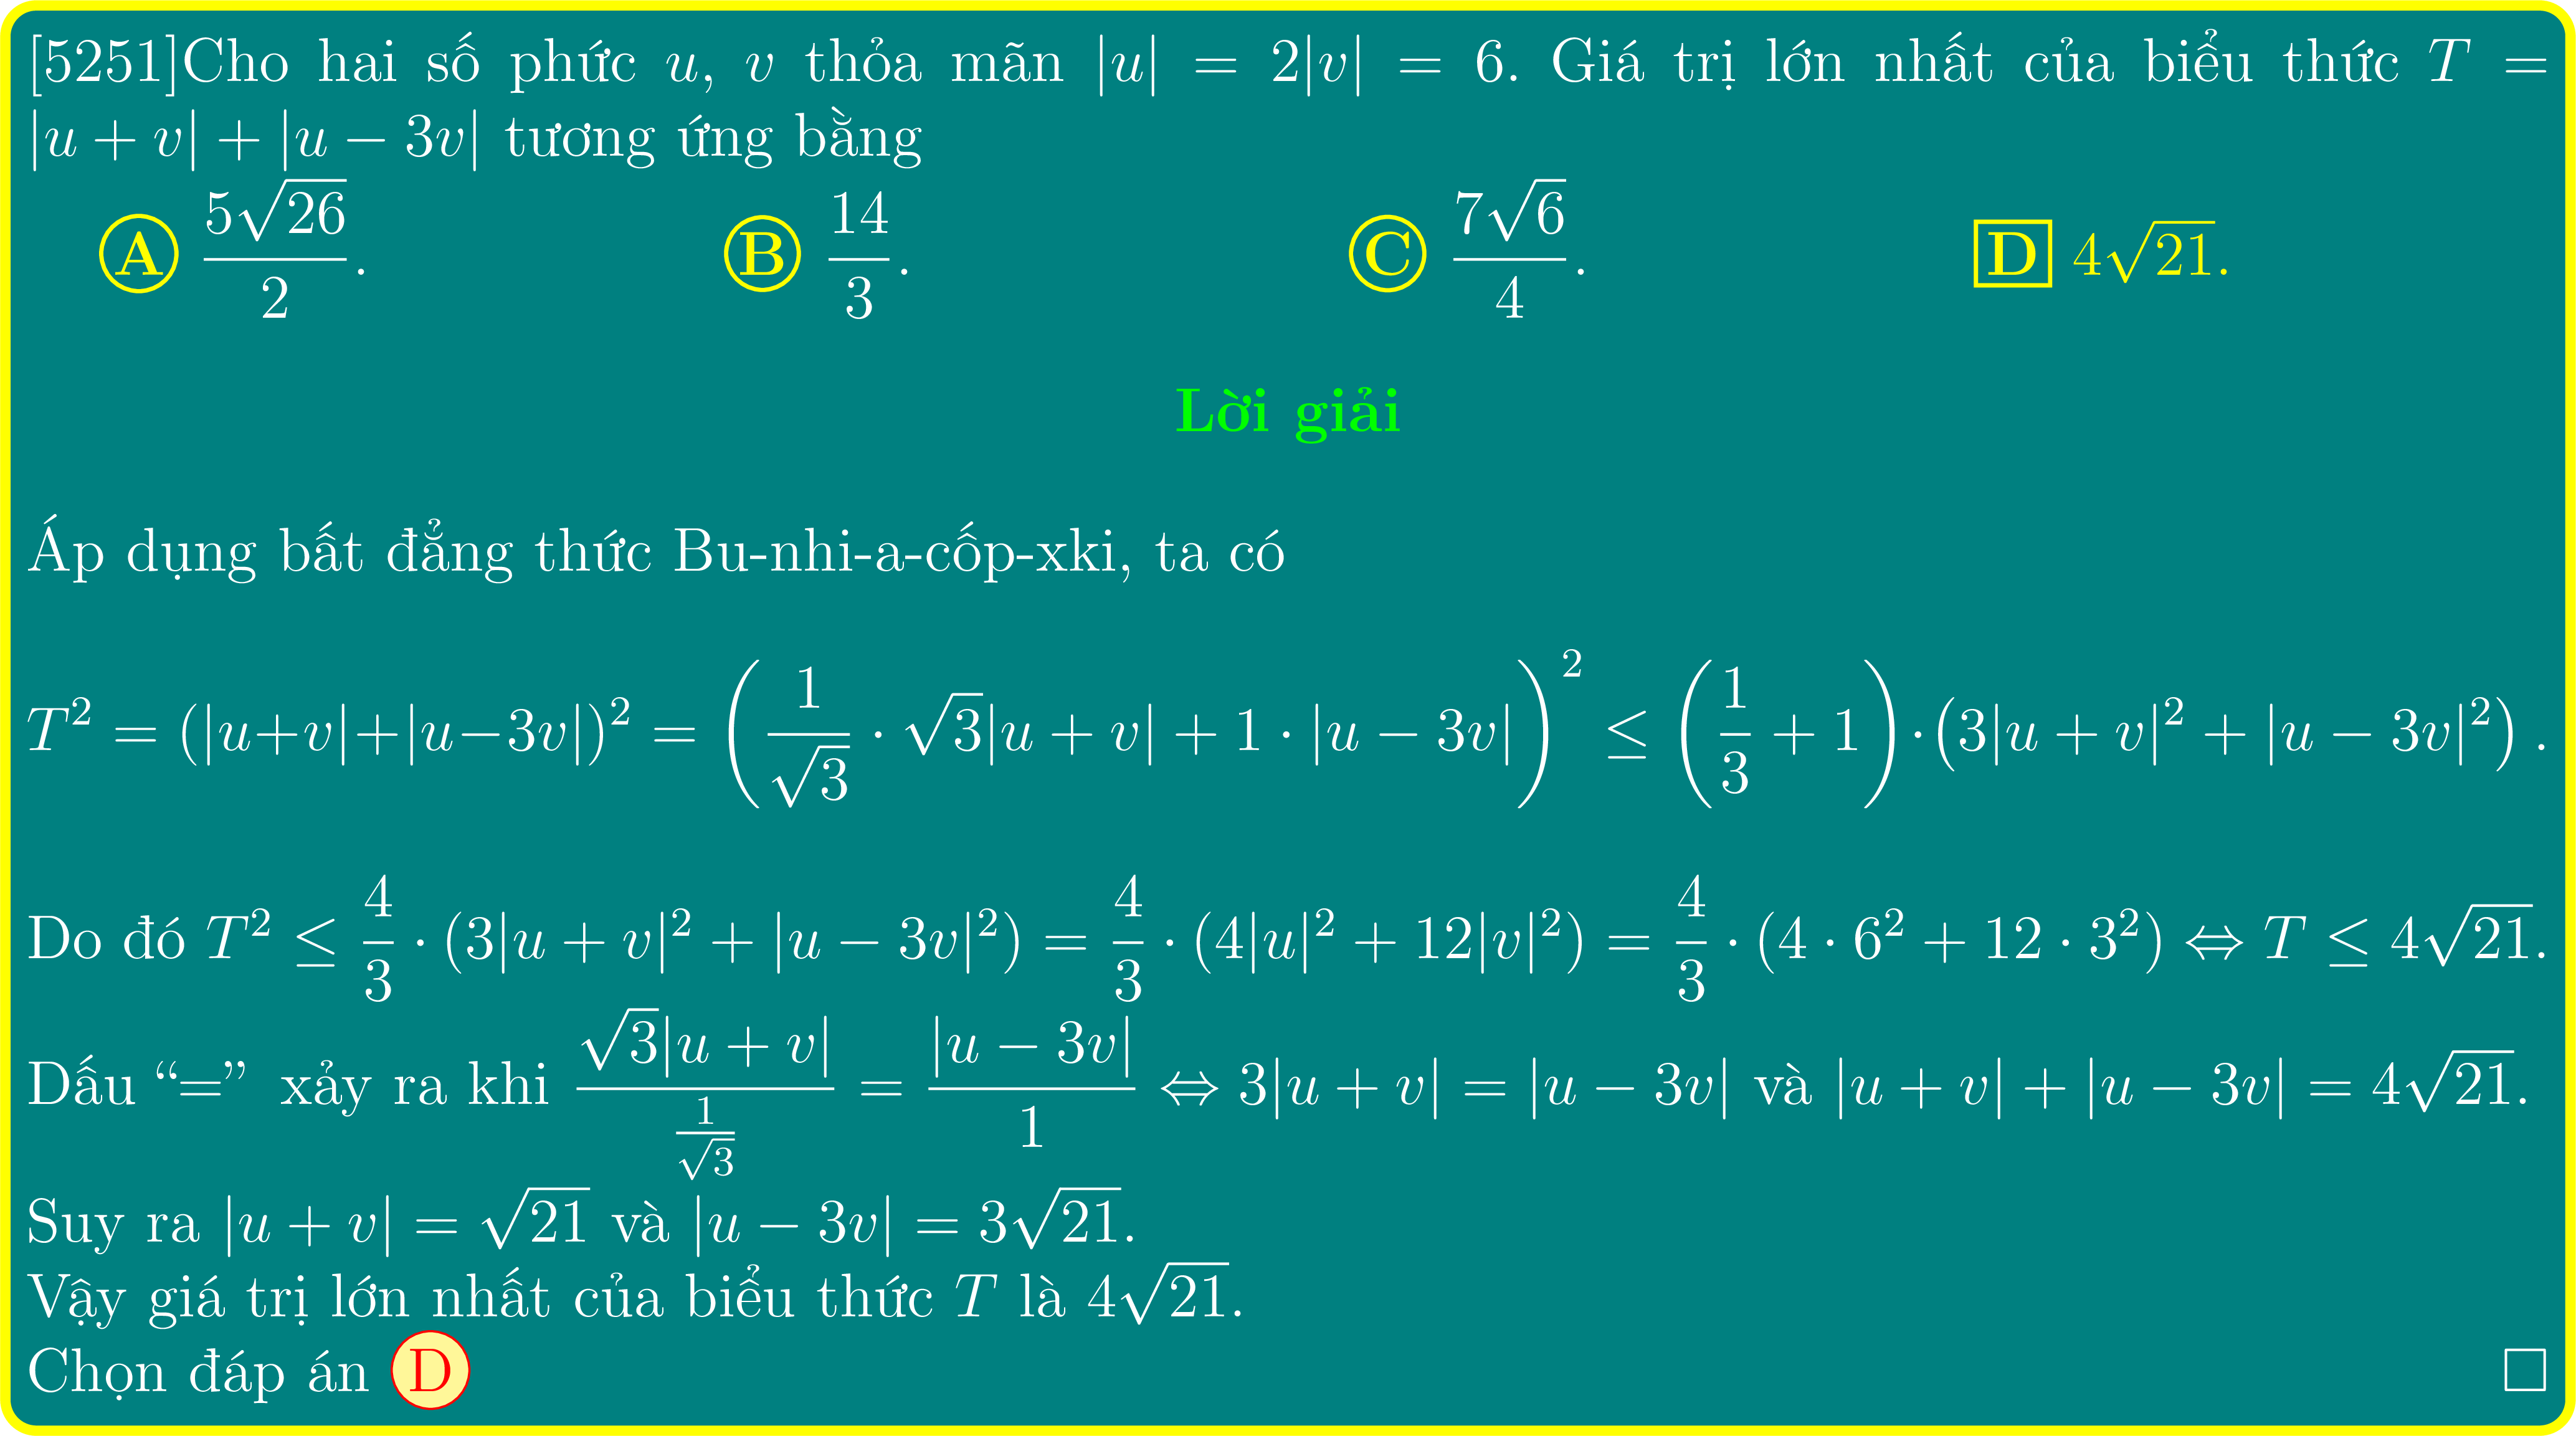 [5251]Cho hai số phức u, v thỏa mãn |u| = 2|v| = 6. Giá trị lớn nhất của biểu thức T =
|u + v| + |u − 3v| tương ứng bằng
A $\frac{5\sqrt{26}}{2}$. B $\frac{14}{3}$. C $\frac{7\sqrt{6}}{4}$. D $4\sqrt{21}$.
Lời giải
Áp dụng bất đẳng thức Bu-nhi-a-cốp-xki, ta có
$T^2 = (|u+v|+|u-3v|)^2 = \left(\frac{1}{\sqrt{3}} \cdot \sqrt{3}|u+v| + 1 \cdot |u-3v|\right)^2 \leq \left(\frac{1}{3} + 1\right) \cdot \left(3|u+v|^2 + |u-3v|^2\right).$
Do đó $T^2 \leq \frac{4}{3} \cdot (3|u+v|^2 + |u-3v|^2) = \frac{4}{3} \cdot (4|u|^2 + 12|v|^2) = \frac{4}{3} \cdot (4 \cdot 6^2 + 12 \cdot 3^2) \Leftrightarrow T \leq 4\sqrt{21}$.
Dấu “=” xảy ra khi $\frac{\sqrt{3}|u+v|}{\frac{1}{\sqrt{3}}} = \frac{|u-3v|}{1} \Leftrightarrow 3|u+v| = |u-3v|$ và $|u+v| + |u-3v| = 4\sqrt{21}$.
Suy ra $|u+v| = \sqrt{21}$ và $|u-3v| = 3\sqrt{21}$.
Vậy giá trị lớn nhất của biểu thức T là $4\sqrt{21}$.
Chọn đáp án D □